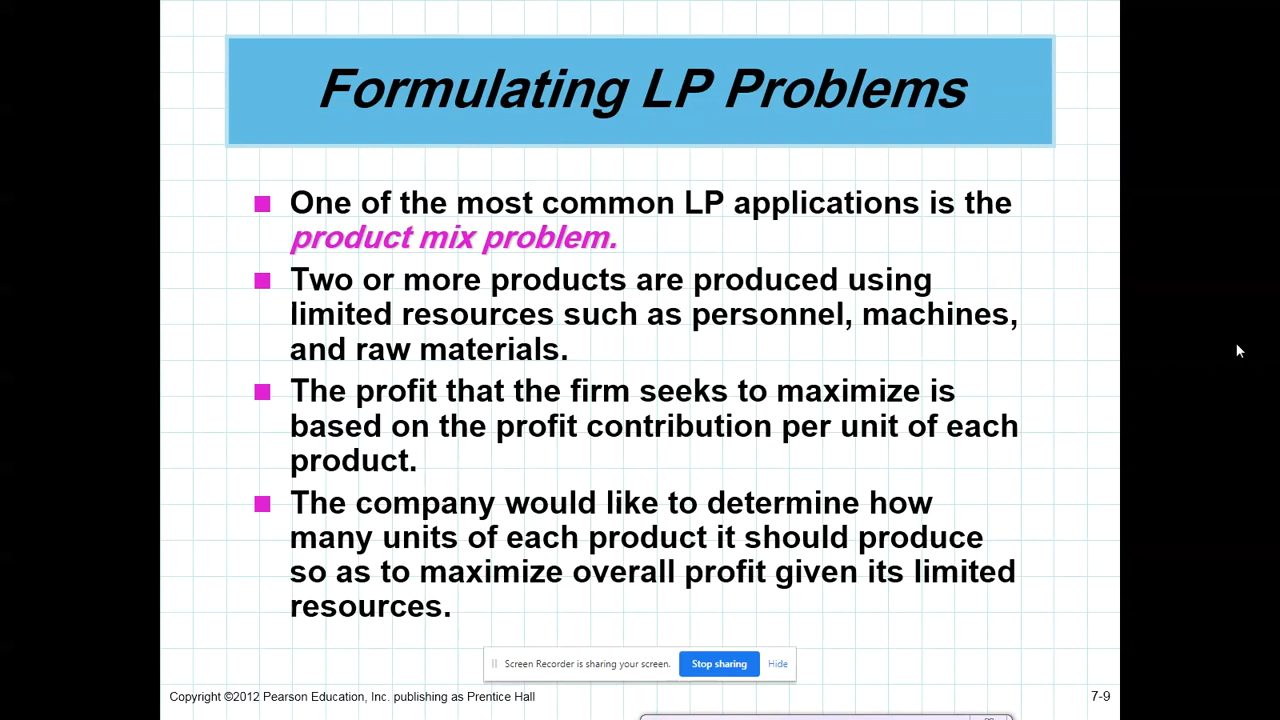 Formulating LP Problems
One of the most common LP applications is the
product mix problem.
Two or more products are produced using
limited resources such as personnel, machines,
and raw materials.
The profit that the firm seeks to maximize is
based on the profit contribution per unit of each
product.
The company would like to determine how
many units of each product it should produce
so as to maximize overall profit given its limited
resources.
Screen Recorder is sharing your screen. Stop sharing Hide
Copyright ©2012 Pearson Education, Inc. publishing as Prentice Hall 7-9